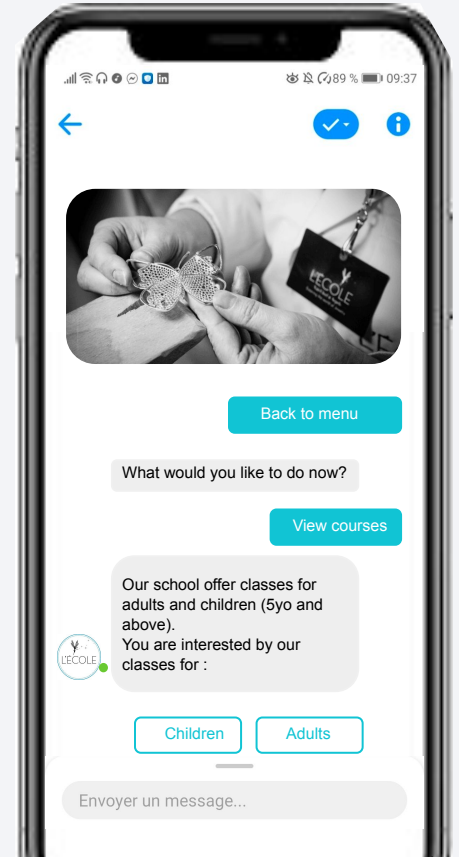 89 % 09:37
L'ÉCOLE
Back to menu
What would you like to do now?
View courses
Our school offer classes for
adults and children (5yo and
above).
You are interested by our
classes for :
L'ÉCOLE
Children
Adults
Envoyer un message...